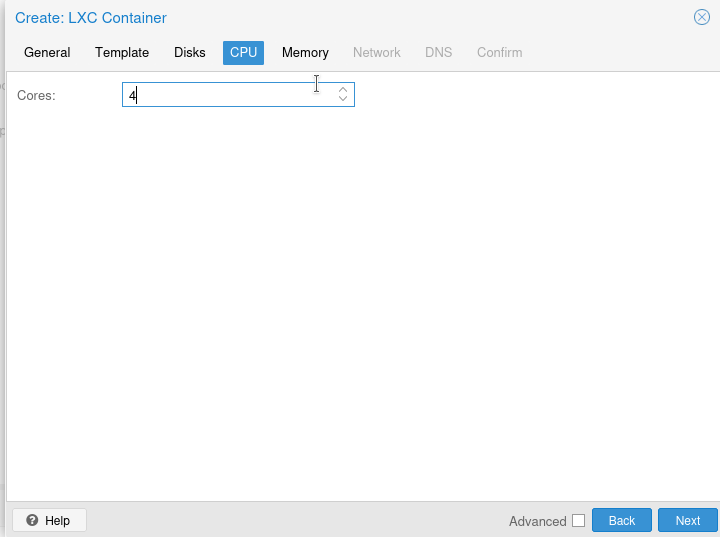 Create: LXC Container
General Template Disks CPU Memory Network DNS Confirm
Cores: 4
Help Advanced Back Next